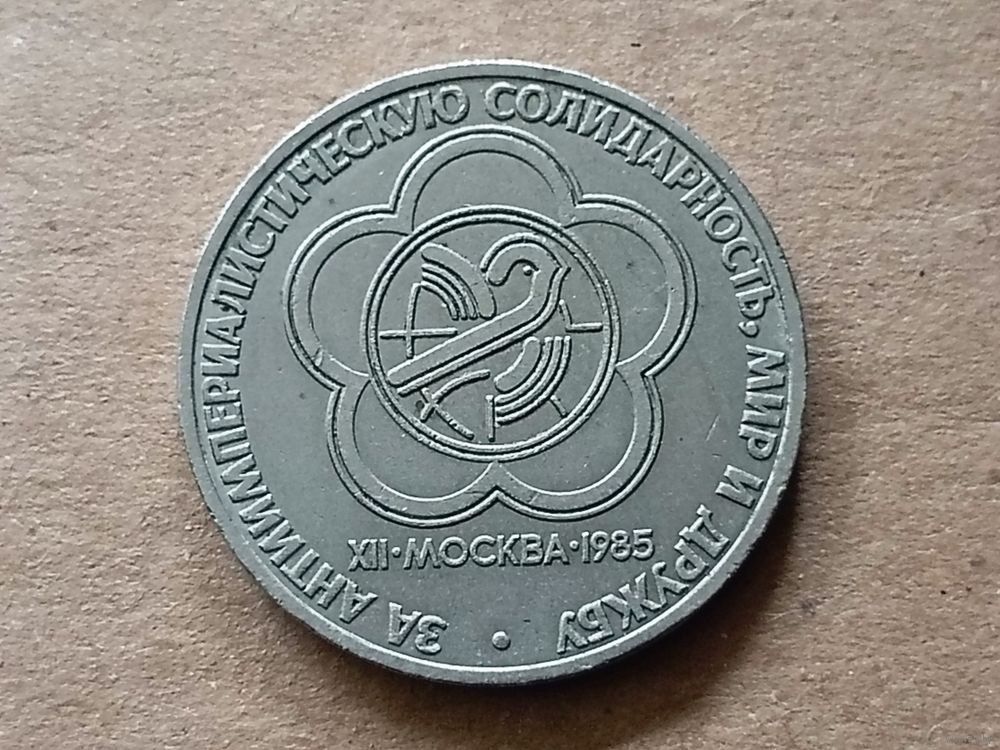 ЗА АНТИИМПЕРИАЛИСТИЧЕСКУЮ СОЛИДАРНОСТЬ, МИР И ДРУЖБУ •
XII•МОСКВА•1985